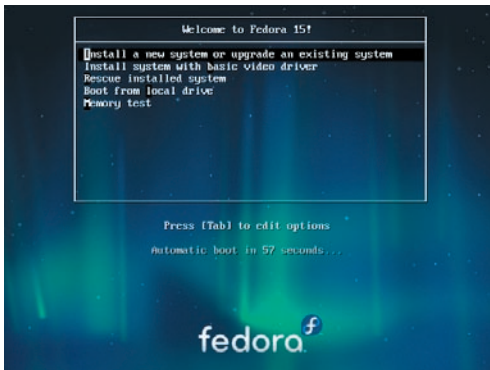 Welcome to Fedora 15!
Install a new system or upgrade an existing system
Install system with basic video driver
Rescue installed system
Boot from local drive
Memory test
Press [Tab] to edit options
Automatic boot in 57 seconds...
fedora